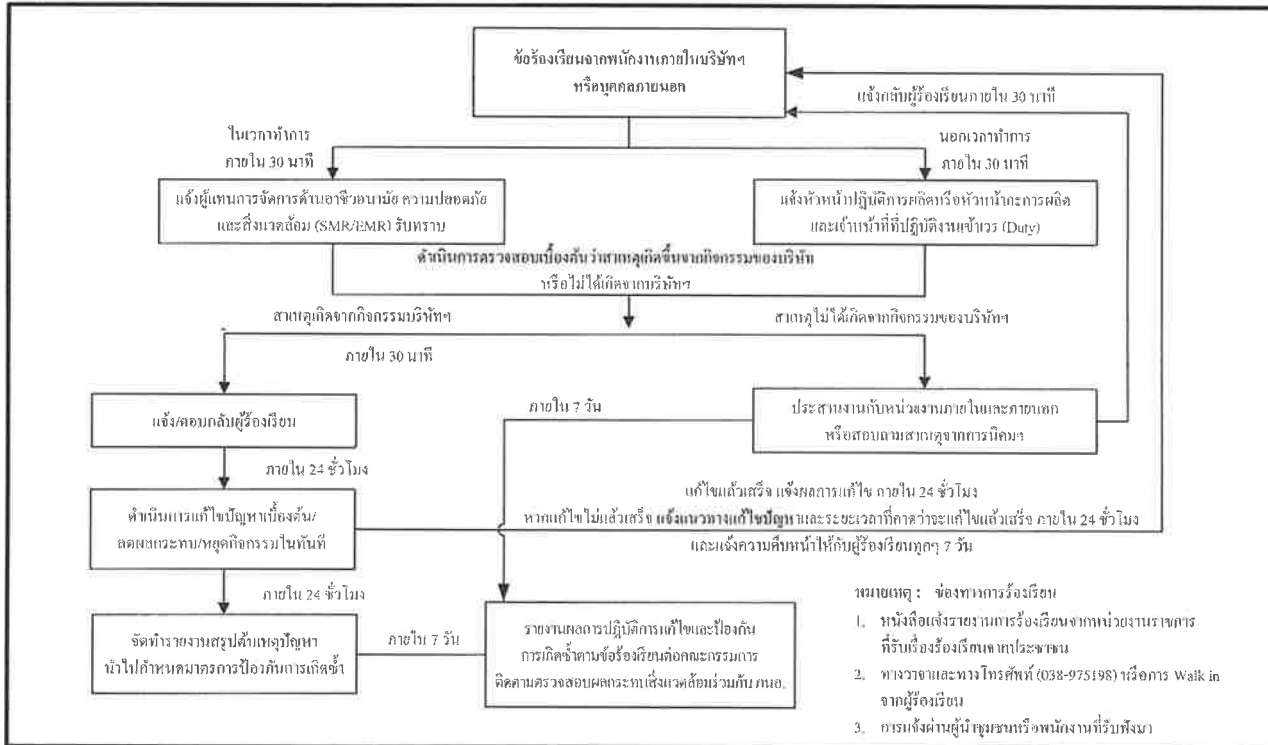 ข้อร้องเรียนจากพนักงานภายในบริษัทฯ
หรือบุคคลภายนอก
แจ้งกลับผู้ร้องเรียนภายใน 30 นาที
ในเวลาทำการ
ภายใน 30 นาที
นอกเวลาทำการ
ภายใน 30 นาที
แจ้งผู้แทนการจัดการด้านอาชีวอนามัย ความปลอดภัย
และสิ่งแวดล้อม (SMR/EMR) รับทราบ
แจ้งหัวหน้าปฏิบัติการผลิตหรือหัวหน้ากะการผลิต
และเจ้าหน้าที่ที่ปฏิบัติงานเข้าเวร (Duty)
ดำเนินการตรวจสอบเบื้องต้นว่าสาเหตุเกิดขึ้นจากกิจกรรมของบริษัท
หรือไม่ได้เกิดจากบริษัทฯ
สาเหตุเกิดจากกิจกรรมบริษัทฯ
สาเหตุไม่ได้เกิดจากกิจกรรมของบริษัทฯ
ภายใน 30 นาที
แจ้ง/ตอบกลับผู้ร้องเรียน
ภายใน 7 วัน
ประสานงานกับหน่วยงานภายในและภายนอก
หรือสอบถามสาเหตุจากการนิคมฯ
ภายใน 24 ชั่วโมง
แก้ไขแล้วเสร็จ แจ้งผลการแก้ไข ภายใน 24 ชั่วโมง
หากแก้ไขไม่แล้วเสร็จ แจ้งแนวทางแก้ไขปัญหาและระยะเวลาที่คาดว่าจะแก้ไขแล้วเสร็จ ภายใน 24 ชั่วโมง
และแจ้งความคืบหน้าให้กับผู้ร้องเรียนทุกๆ 7 วัน
ดำเนินการแก้ไขปัญหาเบื้องต้น/
ลดผลกระทบ/หยุดกิจกรรมในทันที
ภายใน 24 ชั่วโมง
จัดทำรายงานสรุปต้นเหตุปัญหา
นำไปกำหนดมาตรการป้องกันการเกิดซ้ำ
ภายใน 7 วัน
รายงานผลการปฏิบัติการแก้ไขและป้องกัน
การเกิดซ้ำตามข้อร้องเรียนต่อคณะกรรมการ
ติดตามตรวจสอบผลกระทบสิ่งแวดล้อมร่วมกับ กนอ.
หมายเหตุ : ช่องทางการร้องเรียน
1. หนังสือแจ้งรายงานการร้องเรียนจากหน่วยงานราชการ
ที่รับเรื่องร้องเรียนจากประชาชน
2. ทางวาจาและทางโทรศัพท์ (038-975198) หรือการ Walk in
จากผู้ร้องเรียน
3. การแจ้งผ่านผู้นำชุมชนหรือพนักงานที่รับฟังมา